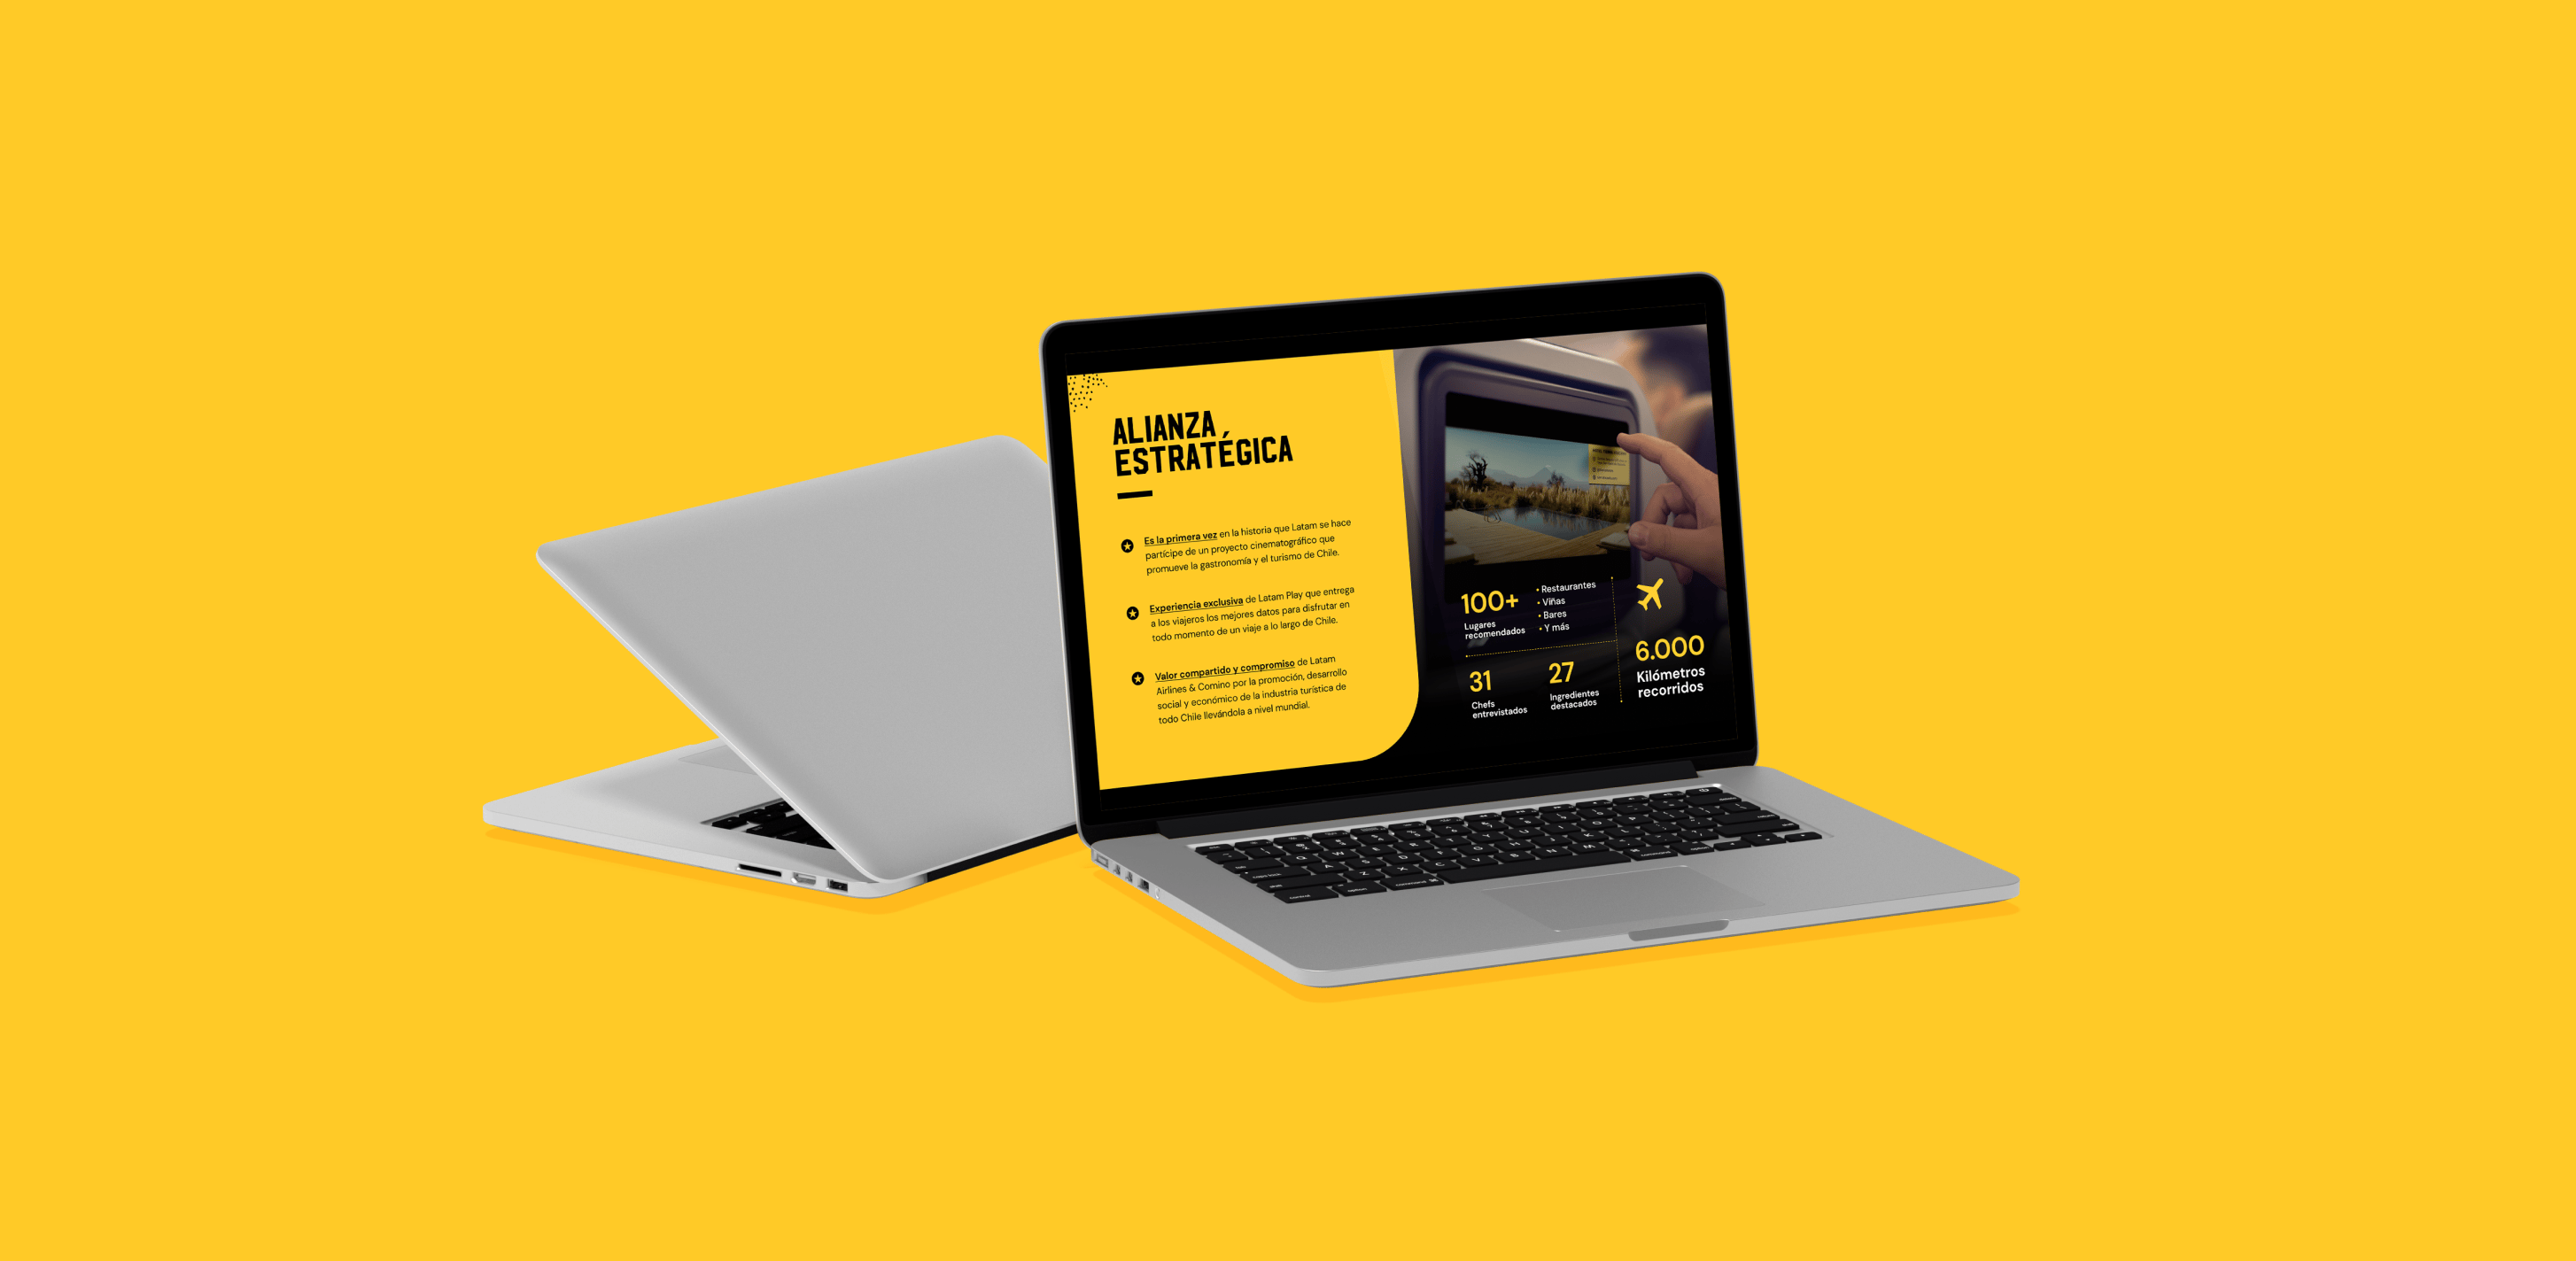 ALIANZA
ESTRATÉGICA
Es la primera vez en la historia que Latam se hace
partícipe de un proyecto cinematográfico que
promueve la gastronomía y el turismo de Chile.
Experiencia exclusiva de Latam Play que entrega
a los viajeros los mejores datos para disfrutar en
todo momento de un viaje a lo largo de Chile.
Valor compartido y compromiso de Latam
Airlines & Comino por la promoción, desarrollo
social y económico de la industria turística de
todo Chile llevándola a nivel mundial.
100+
Lugares
recomendados
• Restaurantes
• Viñas
• Bares
• Y más
31
Chefs
entrevistados
27
Ingredientes
destacados
6.000
Kilómetros
recorridos